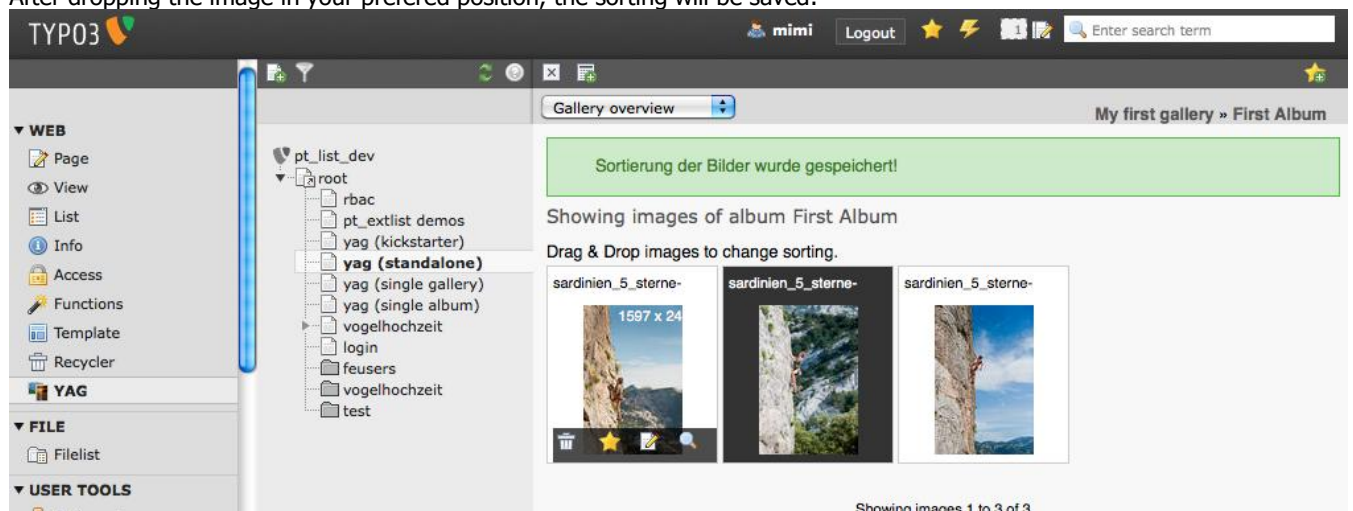 After dropping the image in your prefered position, the sorting will be saved:
TYPO3
mimi
Logout
1
Enter search term
Gallery overview
My first gallery » First Album
WEB
Page
View
List
Info
Access
Functions
Template
Recycler
YAG
FILE
Filelist
USER TOOLS
pt_list_dev
root
rbac
pt_extlist demos
yag (kickstarter)
yag (standalone)
yag (single gallery)
yag (single album)
vogelhochzeit
login
feusers
vogelhochzeit
test
Sortierung der Bilder wurde gespeichert!
Showing images of album First Album
Drag & Drop images to change sorting.
sardinien_5_sterne-
1597 x 24
sardinien_5_sterne-
sardinien_5_sterne-
Showing images 1 to 3 of 3